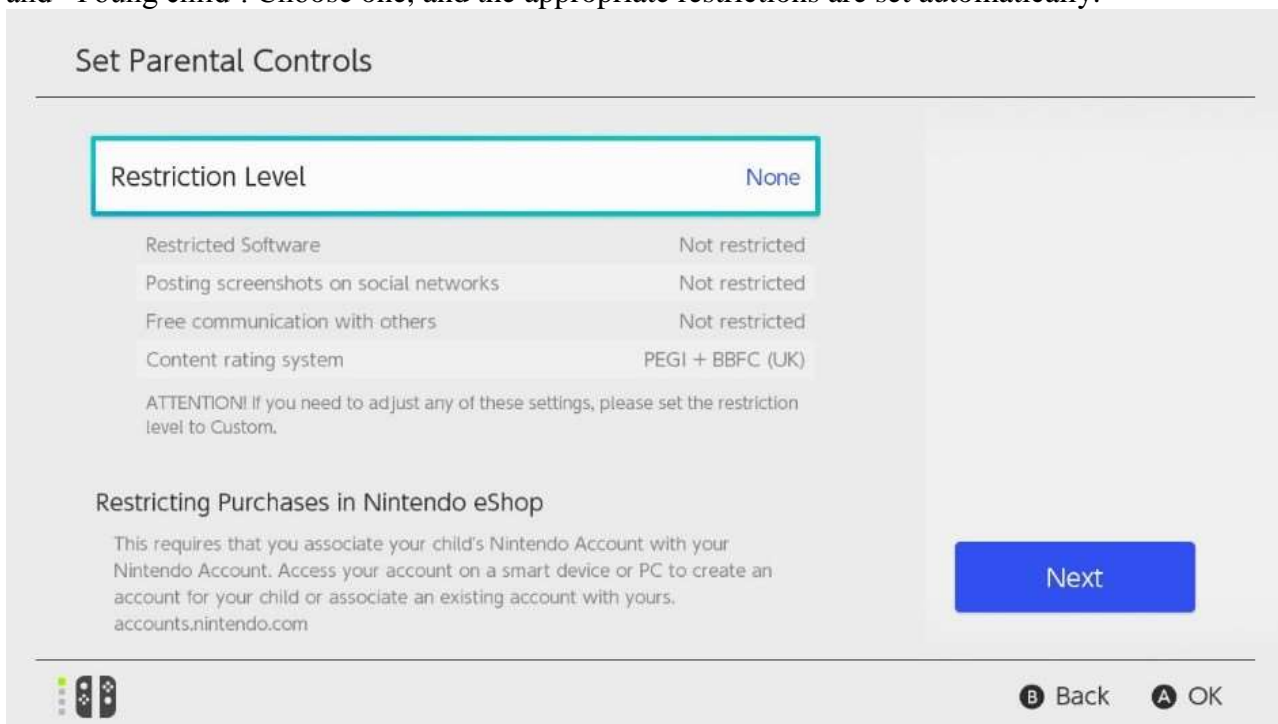 and "Young child". Choose one, and the appropriate restrictions are set automatically.
Set Parental Controls
Restriction Level None
Restricted Software Not restricted
Posting screenshots on social networks Not restricted
Free communication with others Not restricted
Content rating system PEGI + BBFC (UK)
ATTENTION! If you need to adjust any of these settings, please set the restriction
level to Custom.
Restricting Purchases in Nintendo eShop
This requires that you associate your child's Nintendo Account with your
Nintendo Account. Access your account on a smart device or PC to create an
account for your child or associate an existing account with yours.
accounts.nintendo.com
Next
B Back A OK